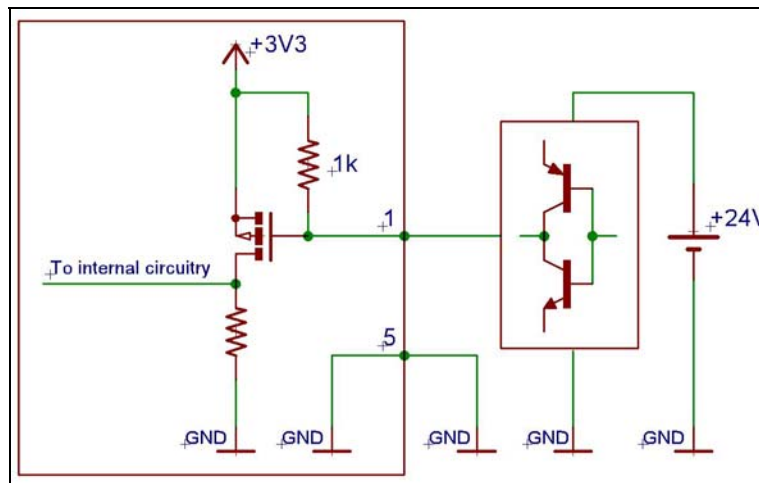 +3V3
1k
1
+24V
To internal circuitry
5
GND
GND
GND
GND
GND